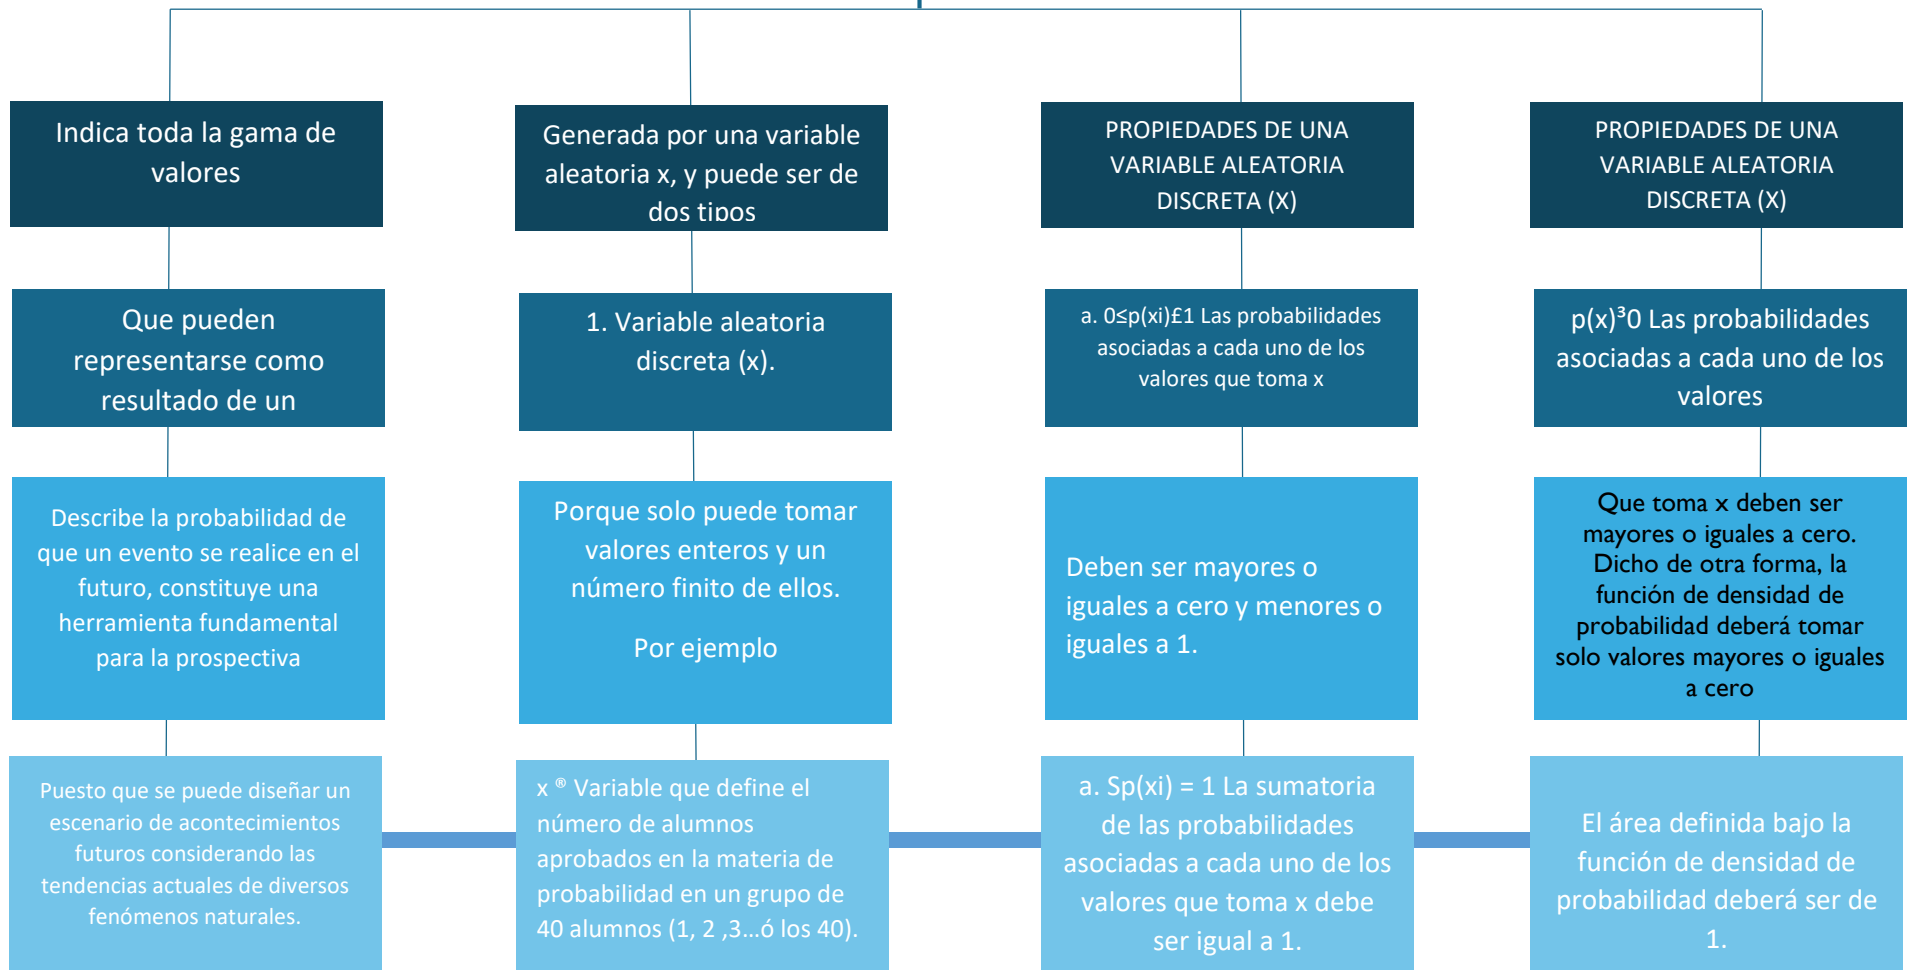 Indica toda la gama de
valores
Que pueden
representarse como
resultado de un
Describe la probabilidad de
que un evento se realice en el
futuro, constituye una
herramienta fundamental
para la prospectiva
Puesto que se puede diseñar un
escenario de acontecimientos
futuros considerando las
tendencias actuales de diversos
fenómenos naturales.
Generada por una variable
aleatoria x, y puede ser de
dos tipos
1. Variable aleatoria
discreta (x).
Porque solo puede tomar
valores enteros y un
número finito de ellos.
Por ejemplo
x ® Variable que define el
número de alumnos
aprobados en la materia de
probabilidad en un grupo de
40 alumnos (1, 2 ,3…ó los 40).
PROPIEDADES DE UNA
VARIABLE ALEATORIA
DISCRETA (X)
a. 0≤p(xi)£1 Las probabilidades
asociadas a cada uno de los
valores que toma x
Deben ser mayores o
iguales a cero y menores o
iguales a 1.
a. Sp(xi) = 1 La sumatoria
de las probabilidades
asociadas a cada uno de los
valores que toma x debe
ser igual a 1.
PROPIEDADES DE UNA
VARIABLE ALEATORIA
DISCRETA (X)
p(x)³0 Las probabilidades
asociadas a cada uno de los
valores
Que toma x deben ser
mayores o iguales a cero.
Dicho de otra forma, la
función de densidad de
probabilidad deberá tomar
solo valores mayores o iguales
a cero
El área definida bajo la
función de densidad de
probabilidad deberá ser de
1.